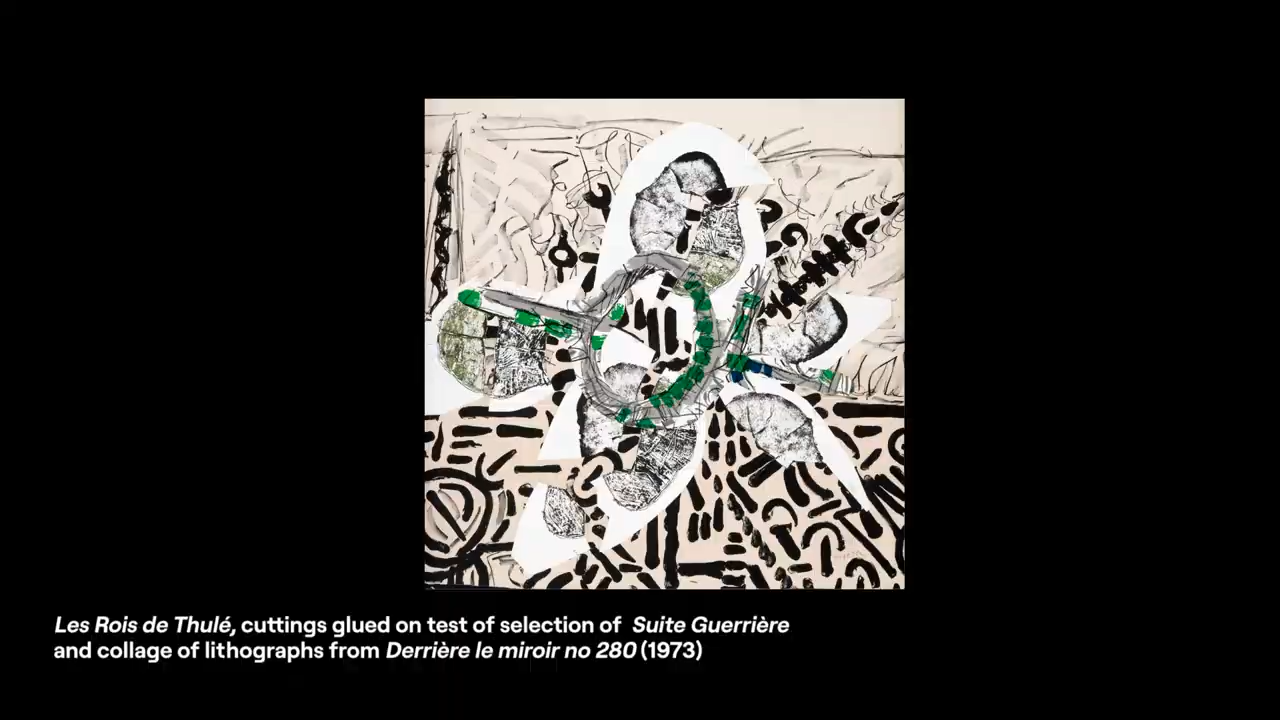 Les Rois de Thulé, cuttings glued on test of selection of Suite Guerrière
and collage of lithographs from Derrière le miroir no 280 (1973)